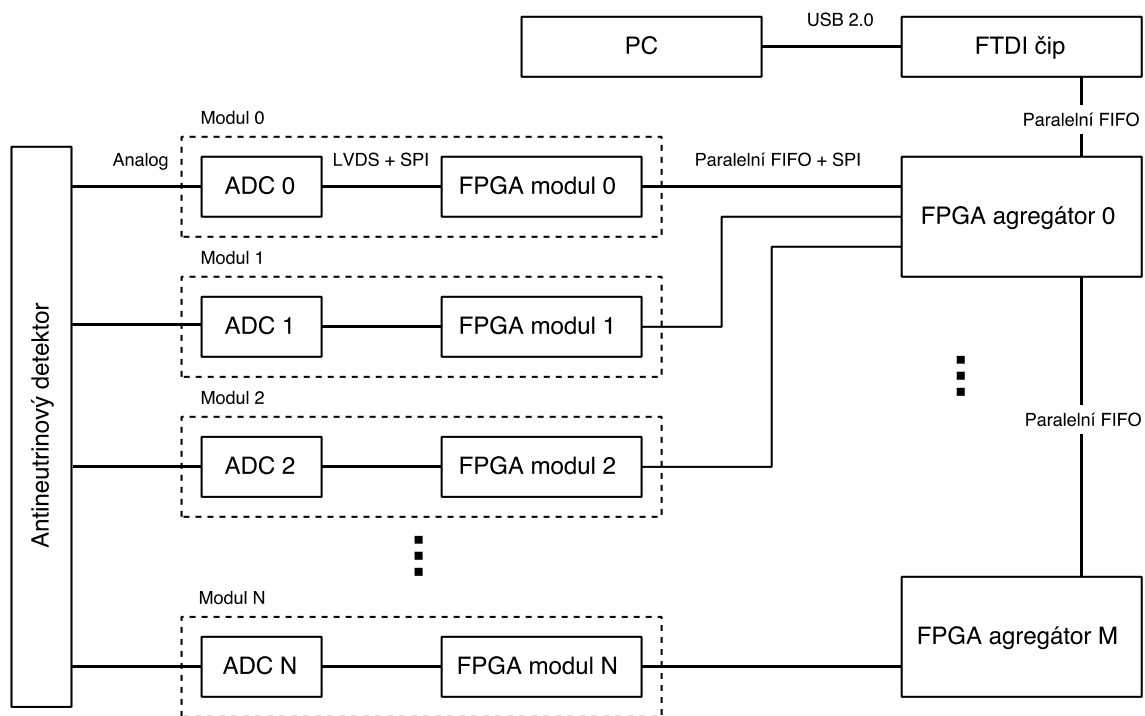 USB 2.0
PC
FTDI čip
Paralelní FIFO
Modul 0
Analog
ADC 0
LVDS + SPI
FPGA modul 0
Paralelní FIFO + SPI
FPGA agregátor 0
Modul 1
ADC 1
FPGA modul 1
Antineutrinový detektor
Modul 2
ADC 2
FPGA modul 2
Paralelní FIFO
Modul N
ADC N
FPGA modul N
FPGA agregátor M